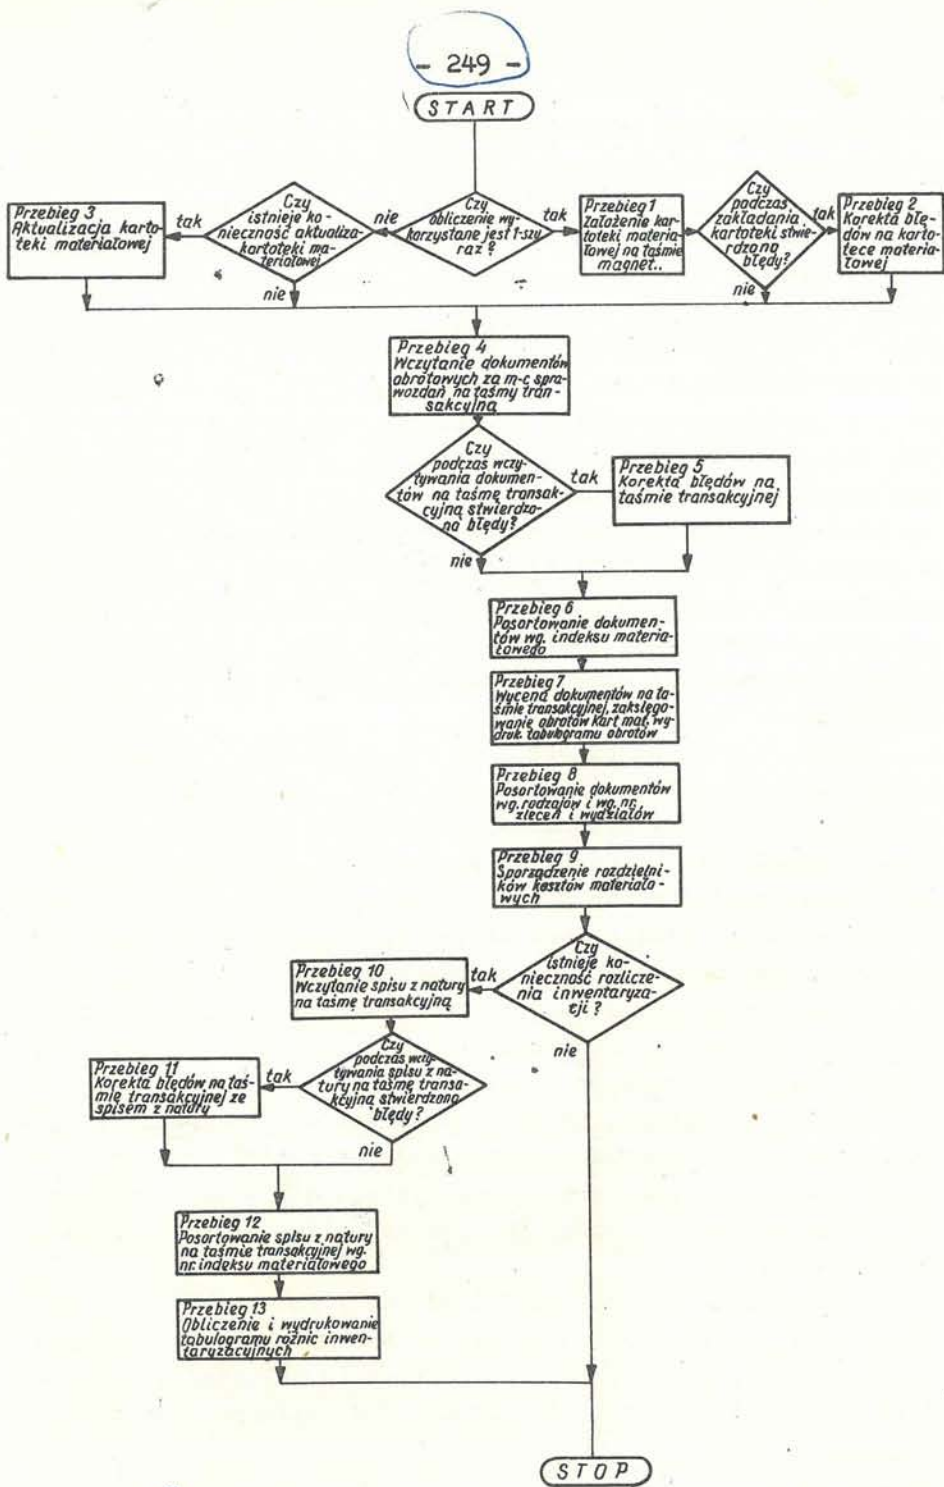 - 249 -
START
Przebieg 3
Aktualizacja karto-
teki materiałowej
tak
Czy
istnieje ko-
nieczność aktualiza-
kartoteki ma-
teriałowej
nie
nie
Czy
obliczenie wy-
korzystane jest 1-szy
raz?
tak
Przebieg 1
Założenie kar-
toteki materia-
łowej na taśmie
magnet..
Czy
podczas
zakładania
kartoteki stwie-
rdzono
błędy?
nie
tak
Przebieg 2
Korekta błę-
dów na karto-
tece materia-
łowej
Przebieg 4
Wczytanie dokumentów
obrotowych za m-c spra-
wozdań na taśmy tran-
sakcyjną
Czy
podczas wczy-
tywania dokumen-
tów na taśmę transak-
cyjną stwierdzo-
no błędy?
tak
nie
Przebieg 5
Korekta błędów na
taśmie transakcyjnej
Przebieg 6
Posortowanie dokumen-
tów wg. indeksu materia-
łowego
Przebieg 7
Wycena dokumentów na ta-
śmie transakcyjnej, zaksięgo-
wanie obrotów kart mat. wy-
druk. tabulogramu obrotów
Przebieg 8
Posortowanie dokumentów
wg. rodzajów i wg. nr.
zleceń i wydziałów
Przebieg 9
Sporządzenie rozdzielni-
ków kosztów materiało-
wych
Czy
istnieje ko-
nieczność rozlicze-
nia inwentaryza-
cji?
tak
nie
Przebieg 10
Wczytanie spisu z natury
na taśmę transakcyjną
Czy
podczas wczy-
tywania spisu z na-
tury na taśmę transa-
kcyjną stwierdzono
błędy?
tak
nie
Przebieg 11
Korekta błędów na taś-
mie transakcyjnej ze
spisem z natury
Przebieg 12
Posortowanie spisu z natury
na taśmie transakcyjnej wg.
nr. indeksu materiałowego
Przebieg 13
Obliczenie i wydrukowanie
tabulogramu różnic inwen-
taryzacyjnych
STOP